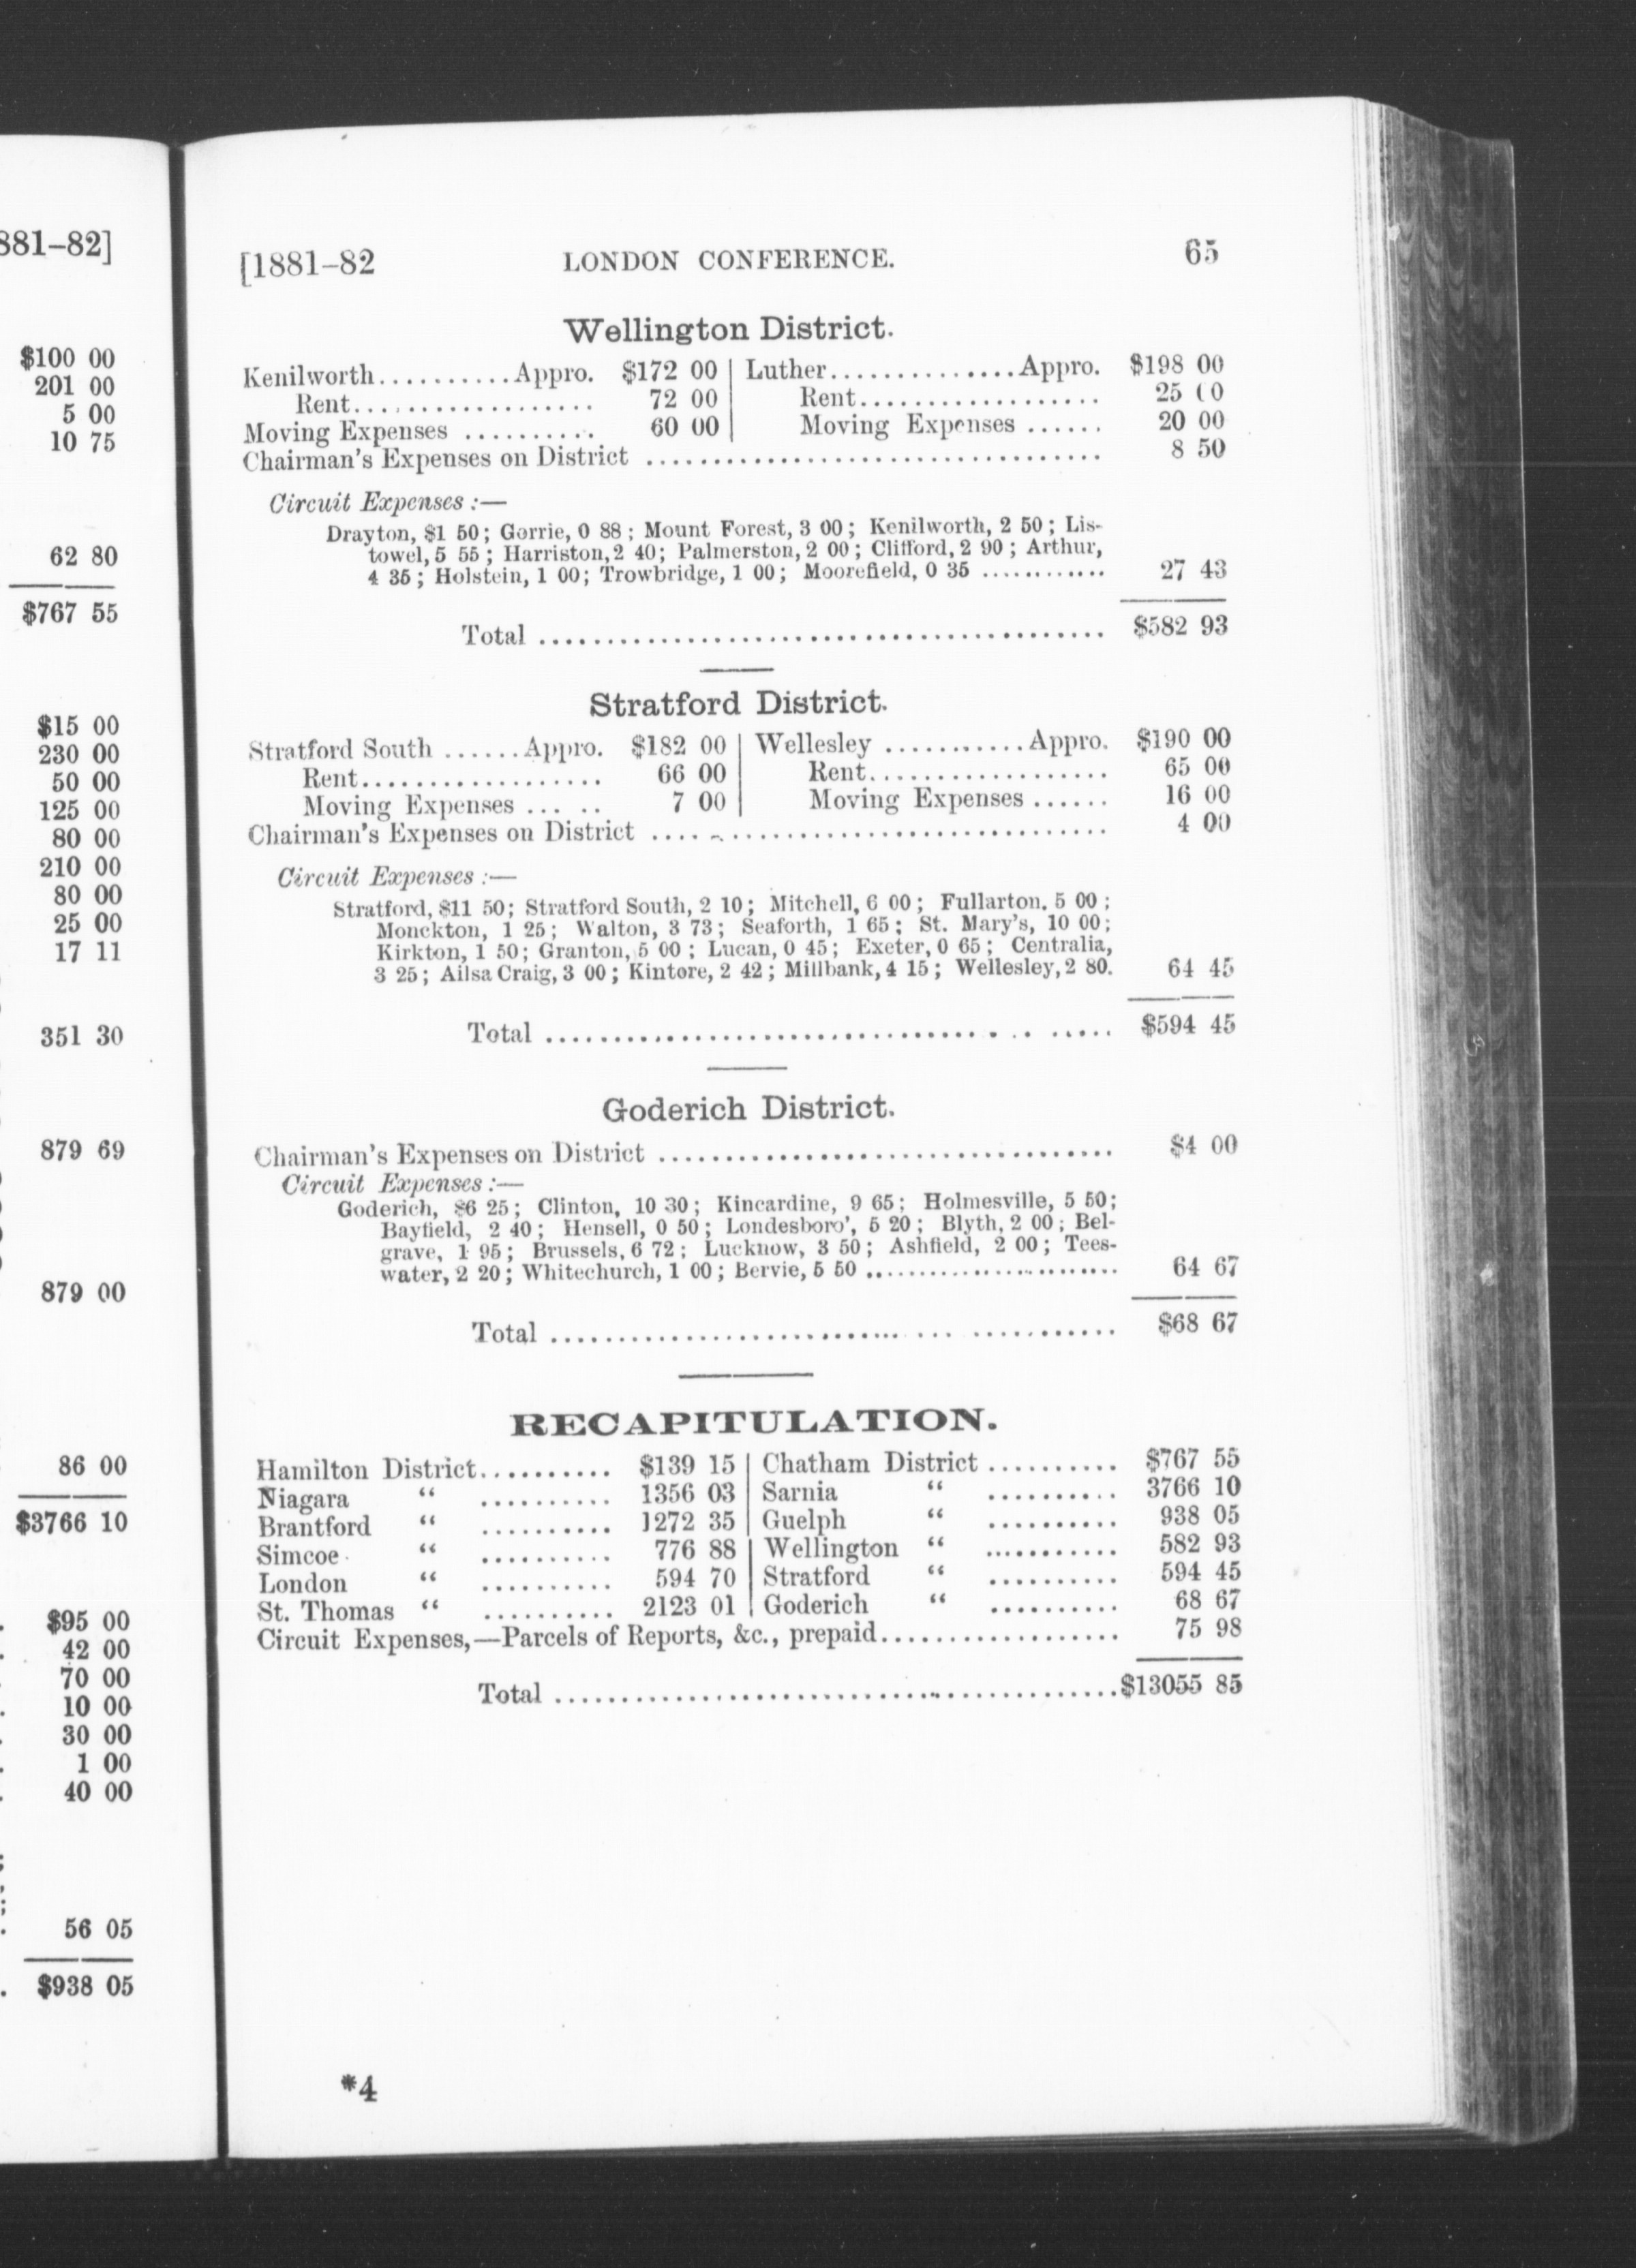 881-82]
$100 00
201 00
5 00
10 75
62 80
$767 55
$15 00
230 00
50 00
125 00
80 00
210 00
80 00
25 00
17 11
351 30
879 69
879 00
86 00
$3766 10
$95 00
42 00
70 00
10 00
30 00
1 00
40 00
56 05
$938 05
[1881-82 LONDON CONFERENCE. 65
Wellington District.
Kenilworth..........Appro. $172 00 | Luther..............Appro. $198 00
Rent.................. 72 00 | Rent.................. 25 00
Moving Expenses .......... 60 00 | Moving Expenses ...... 20 00
Chairman's Expenses on District .................................. 8 50
Circuit Expenses :—
Drayton, $1 50; Gorrie, 0 88; Mount Forest, 3 00; Kenilworth, 2 50; Lis-
towel, 5 55; Harriston, 2 40; Palmerston, 2 00; Clifford, 2 90; Arthur,
4 35; Holstein, 1 00; Trowbridge, 1 00; Moorefield, 0 35 ............ 27 43
Total .......................................... $582 93
Stratford District.
Stratford South ......Appro. $182 00 | Wellesley ...........Appro. $190 00
Rent.................. 66 00 | Rent.................. 65 00
Moving Expenses ... .. 7 00 | Moving Expenses ...... 16 00
Chairman's Expenses on District .................................. 4 00
Circuit Expenses :—
Stratford, $11 50; Stratford South, 2 10; Mitchell, 6 00; Fullarton. 5 00;
Monckton, 1 25; Walton, 3 73; Seaforth, 1 65; St. Mary's, 10 00;
Kirkton, 1 50; Granton, 5 00; Lucan, 0 45; Exeter, 0 65; Centralia,
3 25; Ailsa Craig, 3 00; Kintore, 2 42; Millbank, 4 15; Wellesley, 2 80. 64 45
Total .......................................... $594 45
Goderich District.
Chairman's Expenses on District .................................. $4 00
Circuit Expenses :—
Goderich, $6 25; Clinton, 10 30; Kincardine, 9 65; Holmesville, 5 50;
Bayfield, 2 40; Hensell, 0 50; Londesboro', 5 20; Blyth, 2 00; Bel-
grave, 1 95; Brussels, 6 72; Lucknow, 3 50; Ashfield, 2 00; Tees-
water, 2 20; Whitechurch, 1 00; Bervie, 5 50 ......................... 64 67
Total .......................................... $68 67
RECAPITULATION.
Hamilton District.......... $139 15 | Chatham District .......... $767 55
Niagara “ .......... 1356 03 | Sarnia “ .......... 3766 10
Brantford “ .......... 1272 35 | Guelph “ .......... 938 05
Simcoe “ .......... 776 88 | Wellington “ .......... 582 93
London “ .......... 594 70 | Stratford “ .......... 594 45
St. Thomas “ .......... 2123 01 | Goderich “ .......... 68 67
Circuit Expenses,—Parcels of Reports, &c., prepaid.................. 75 98
Total ..........................................$13055 85
*4